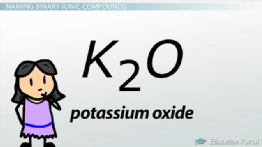 NAMING BINARY IONIC COMPOUNDS
K₂O
potassium oxide
Education Portal